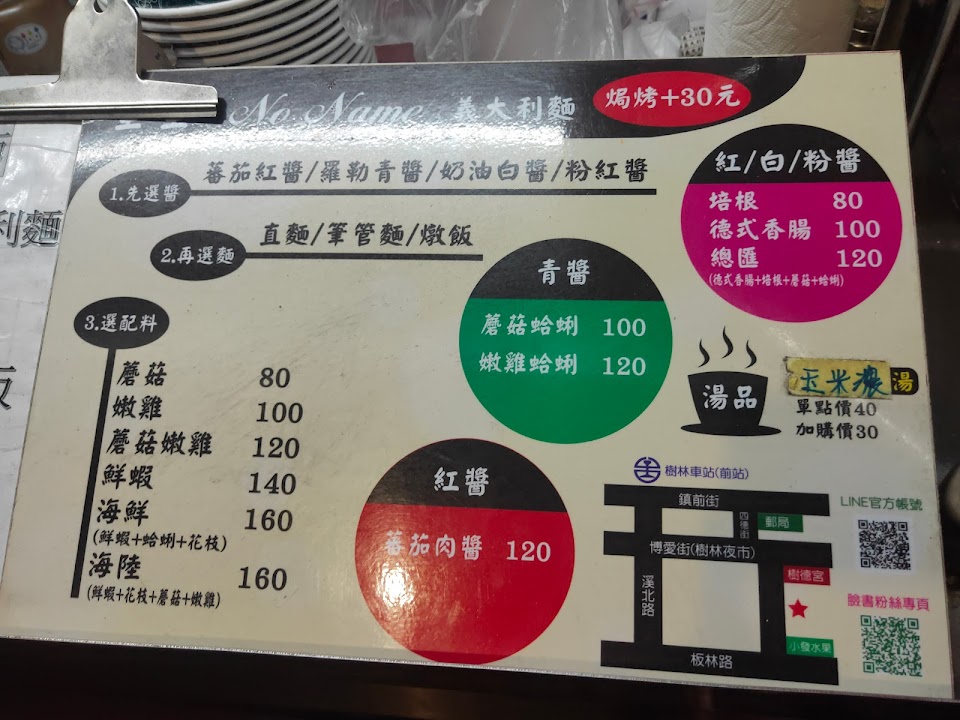 No Name 義大利麵
焗烤+30元
1.先選醬
蕃茄紅醬/羅勒青醬/奶油白醬/粉紅醬
2.再選麵
直麵/筆管麵/燉飯
3.選配料
蘑菇 80
嫩雞 100
蘑菇嫩雞 120
鮮蝦 140
海鮮 160
(鮮蝦+蛤蜊+花枝)
海陸 160
(鮮蝦+花枝+蘑菇+嫩雞)
紅/白/粉醬
培根 80
德式香腸 100
總匯 120
(德式香腸+培根+蘑菇+蛤蜊)
青醬
蘑菇蛤蜊 100
嫩雞蛤蜊 120
紅醬
蕃茄肉醬 120
湯品
玉米濃湯
單點價40
加購價30
樹林車站(前站)
鎮前街
四德街
郵局
博愛街(樹林夜市)
樹德宮
溪北路
小發水果
板林路
LINE官方帳號
臉書粉絲專頁
利麵